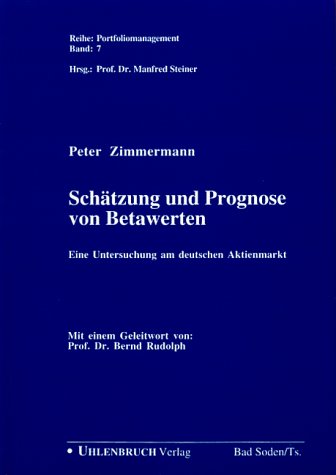 Reihe: Portfoliomanagement
Band: 7
Hrsg.: Prof. Dr. Manfred Steiner
Peter Zimmermann
Schätzung und Prognose
von Betawerten
Eine Untersuchung am deutschen Aktienmarkt
Mit einem Geleitwort von:
Prof. Dr. Bernd Rudolph
UHLENBRUCH Verlag Bad Soden/Ts.